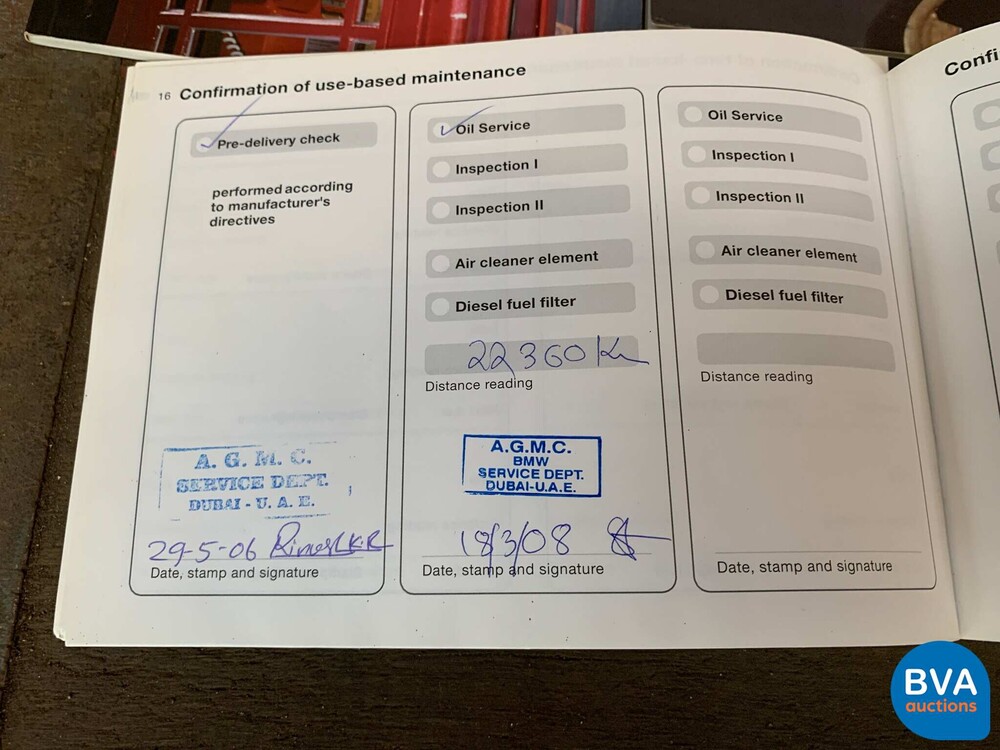 16 Confirmation of use-based maintenance
Pre-delivery check
performed according
to manufacturer's
directives
A. G. M. C.
SERVICE DEPT.
DUBAI - U. A. E.
29-5-06
Date, stamp and signature
Oil Service
Inspection I
Inspection II
Air cleaner element
Diesel fuel filter
22360 Km
Distance reading
A.G.M.C.
BMW
SERVICE DEPT.
DUBAI-U.A.E.
18/3/08
Date, stamp and signature
Oil Service
Inspection I
Inspection II
Air cleaner element
Diesel fuel filter
Distance reading
Date, stamp and signature
Confi
BVA
auctions